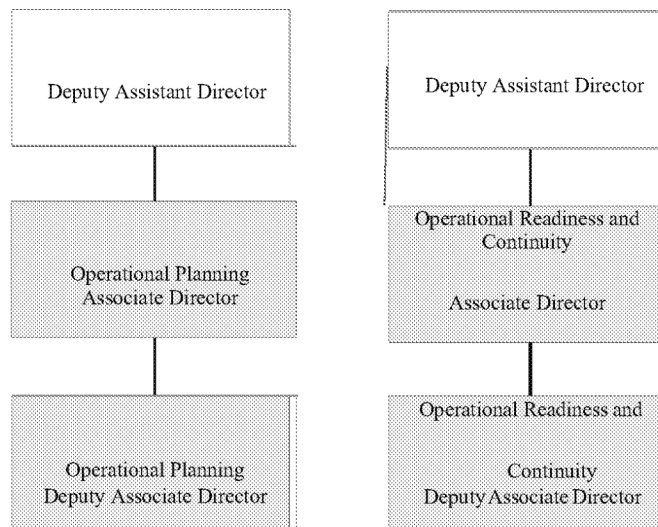 Deputy Assistant Director
Operational Planning
Associate Director
Operational Planning
Deputy Associate Director
Deputy Assistant Director
Operational Readiness and
Continuity
Associate Director
Operational Readiness and
Continuity
Deputy Associate Director